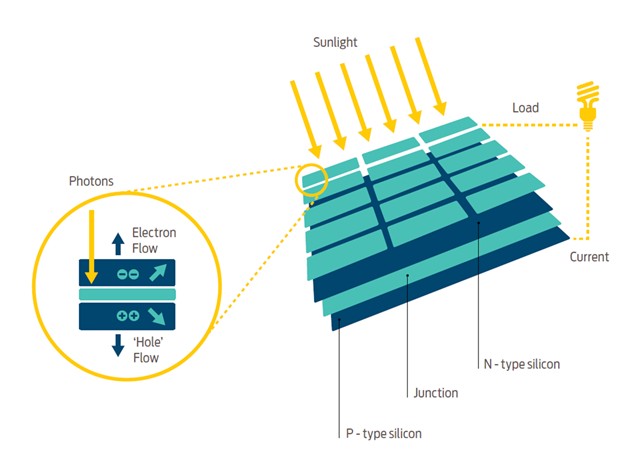 Sunlight
Load
Photons
Electron
Flow
'Hole'
Flow
Current
N - type silicon
Junction
P - type silicon